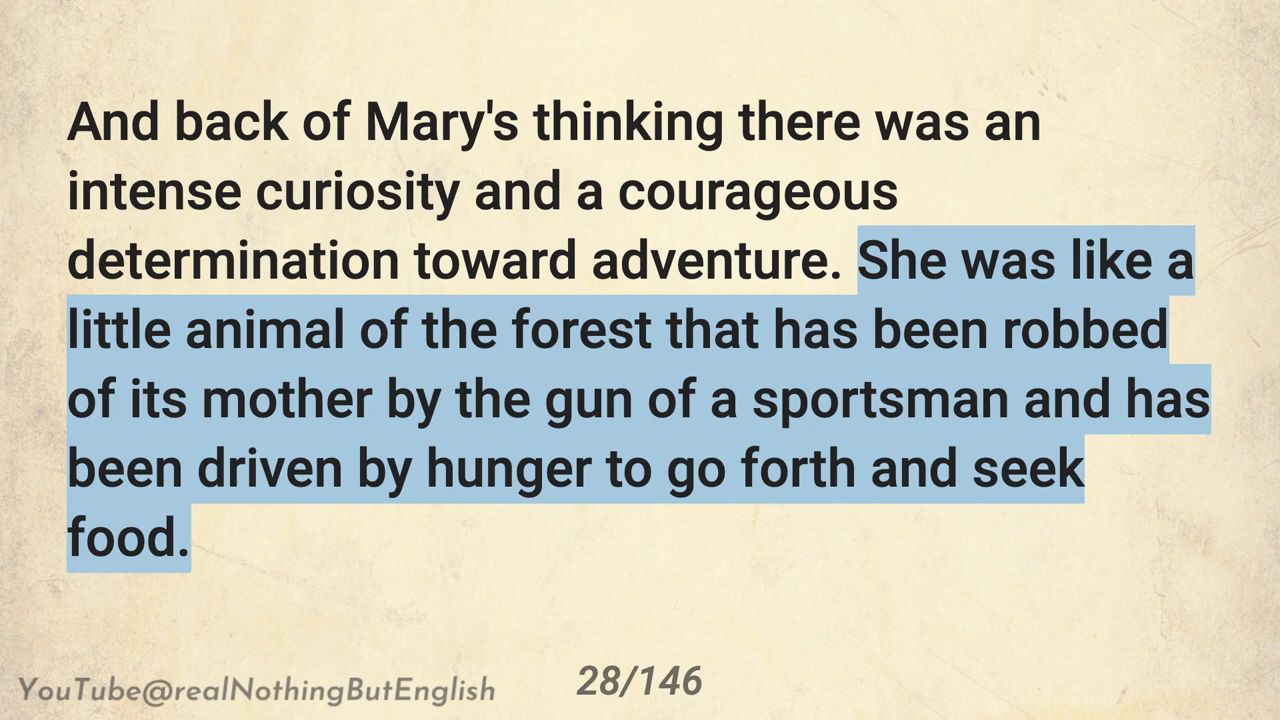 And back of Mary's thinking there was an
intense curiosity and a courageous
determination toward adventure. She was like a
little animal of the forest that has been robbed
of its mother by the gun of a sportsman and has
been driven by hunger to go forth and seek
food.
YouTube@realNothingButEnglish
28/146